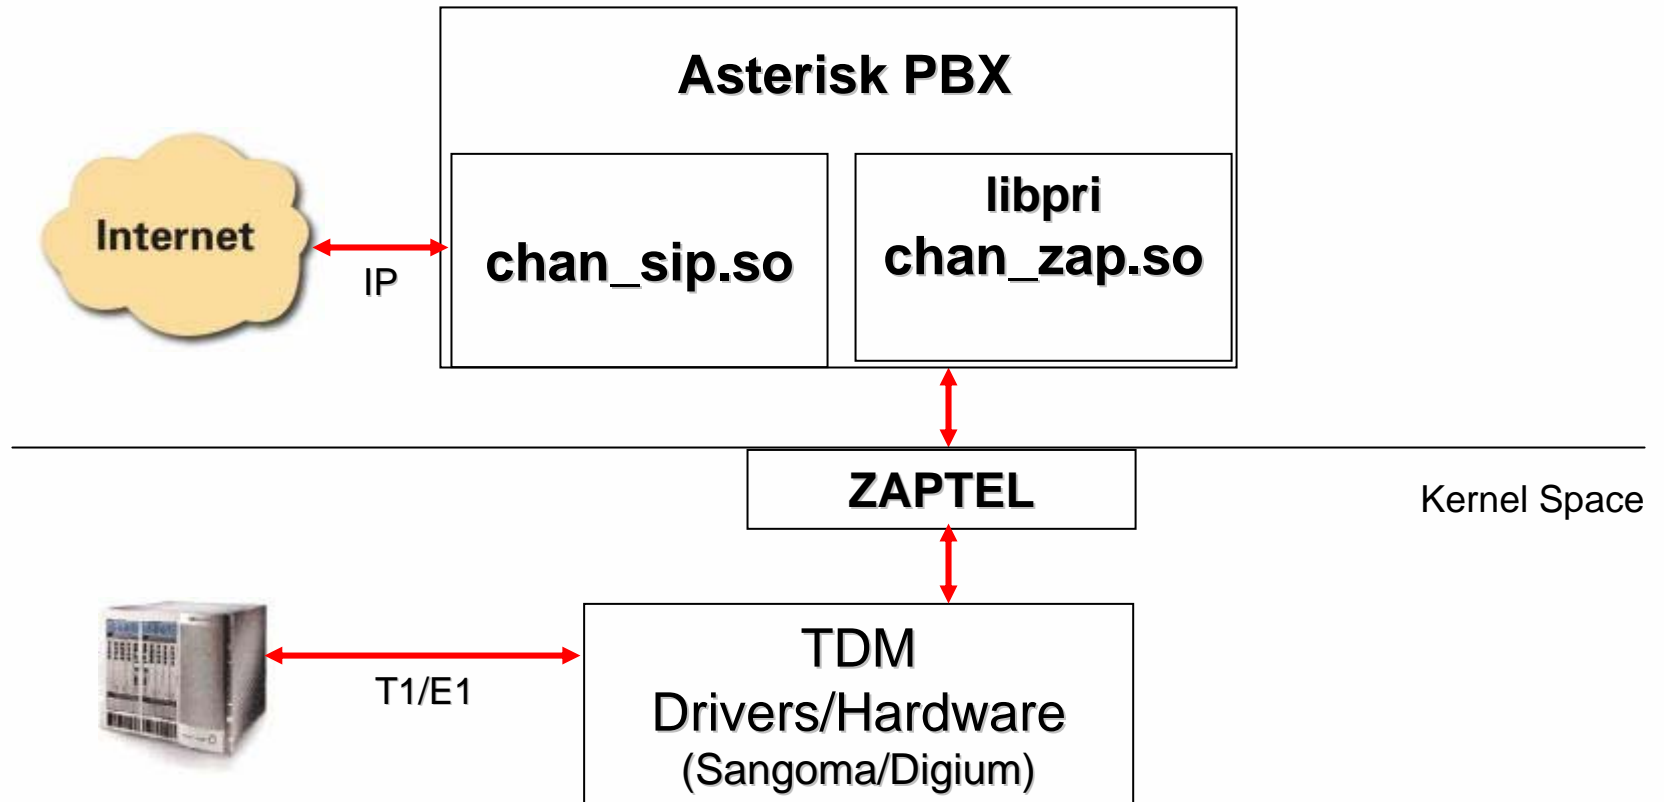 Asterisk PBX
Internet
IP
chan_sip.so
libpri
chan_zap.so
ZAPTEL
Kernel Space
T1/E1
TDM
Drivers/Hardware
(Sangoma/Digium)